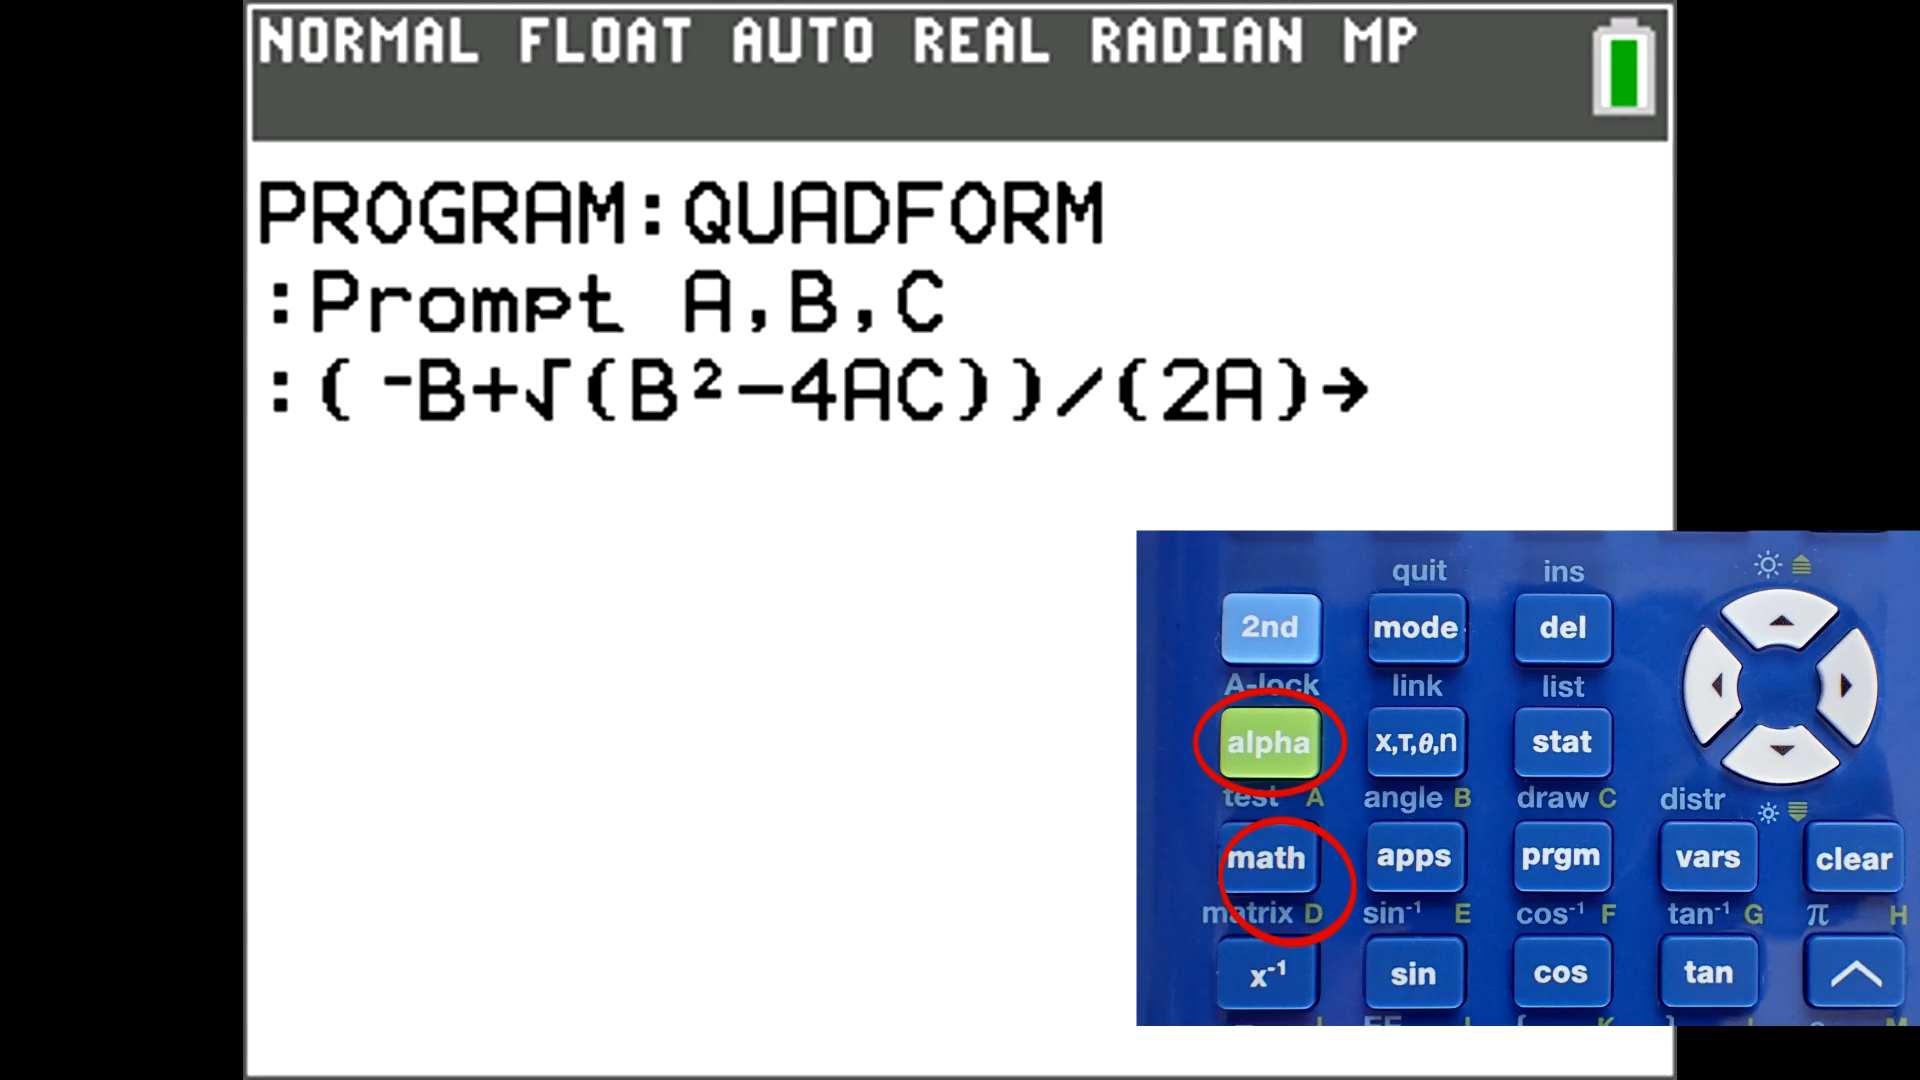 NORMAL FLOAT AUTO REAL RADIAN MP
PROGRAM:QUADFORM
:Prompt A,B,C
:(⁻B+√(B²−4AC))/(2A)→
quit ins
2nd mode del
A-lock link list
alpha x,T,θ,n stat
test A angle B draw C distr
math apps prgm vars clear
matrix D sin⁻¹ E cos⁻¹ F tan⁻¹ G π H
x⁻¹ sin cos tan ^